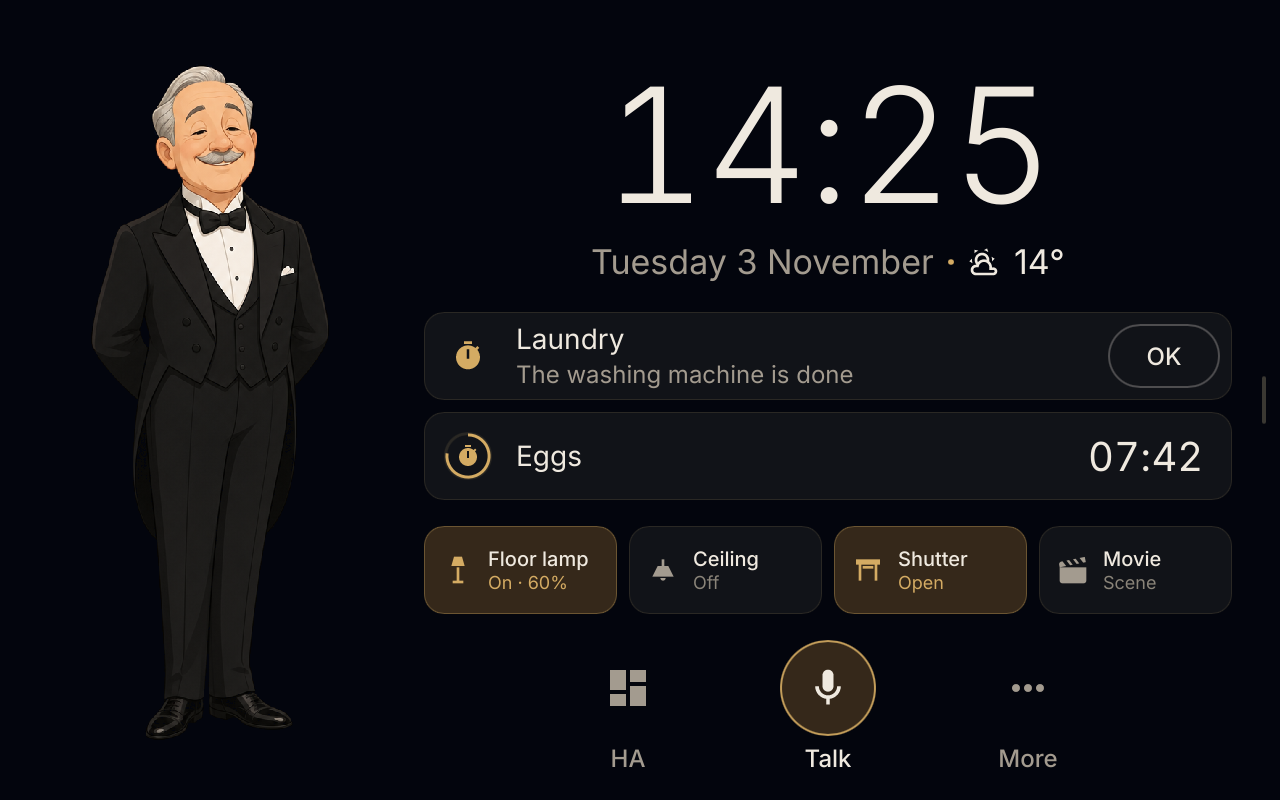 14:25
Tuesday 3 November · 14°
Laundry
The washing machine is done
OK
Eggs
07:42
Floor lamp
On · 60%
Ceiling
Off
Shutter
Open
Movie
Scene
HA
Talk
More